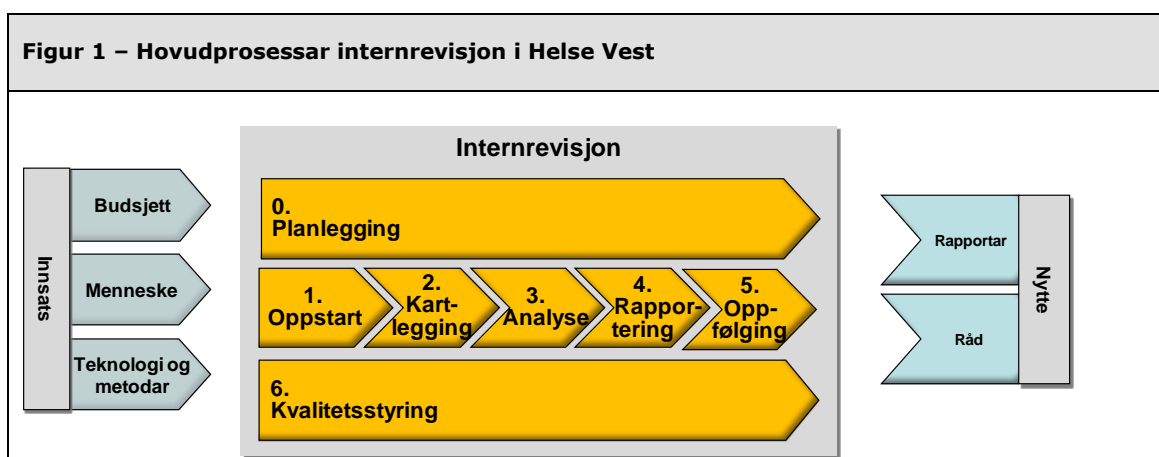 Figur 1 – Hovudprosessar internrevisjon i Helse Vest
Innsats
Budsjett
Menneske
Teknologi og
metodar
Internrevisjon
0.
Planlegging
1.
Oppstart
2.
Kart-
legging
3.
Analyse
4.
Rappor-
tering
5.
Opp-
følging
6.
Kvalitetsstyring
Rapportar
Råd
Nytte